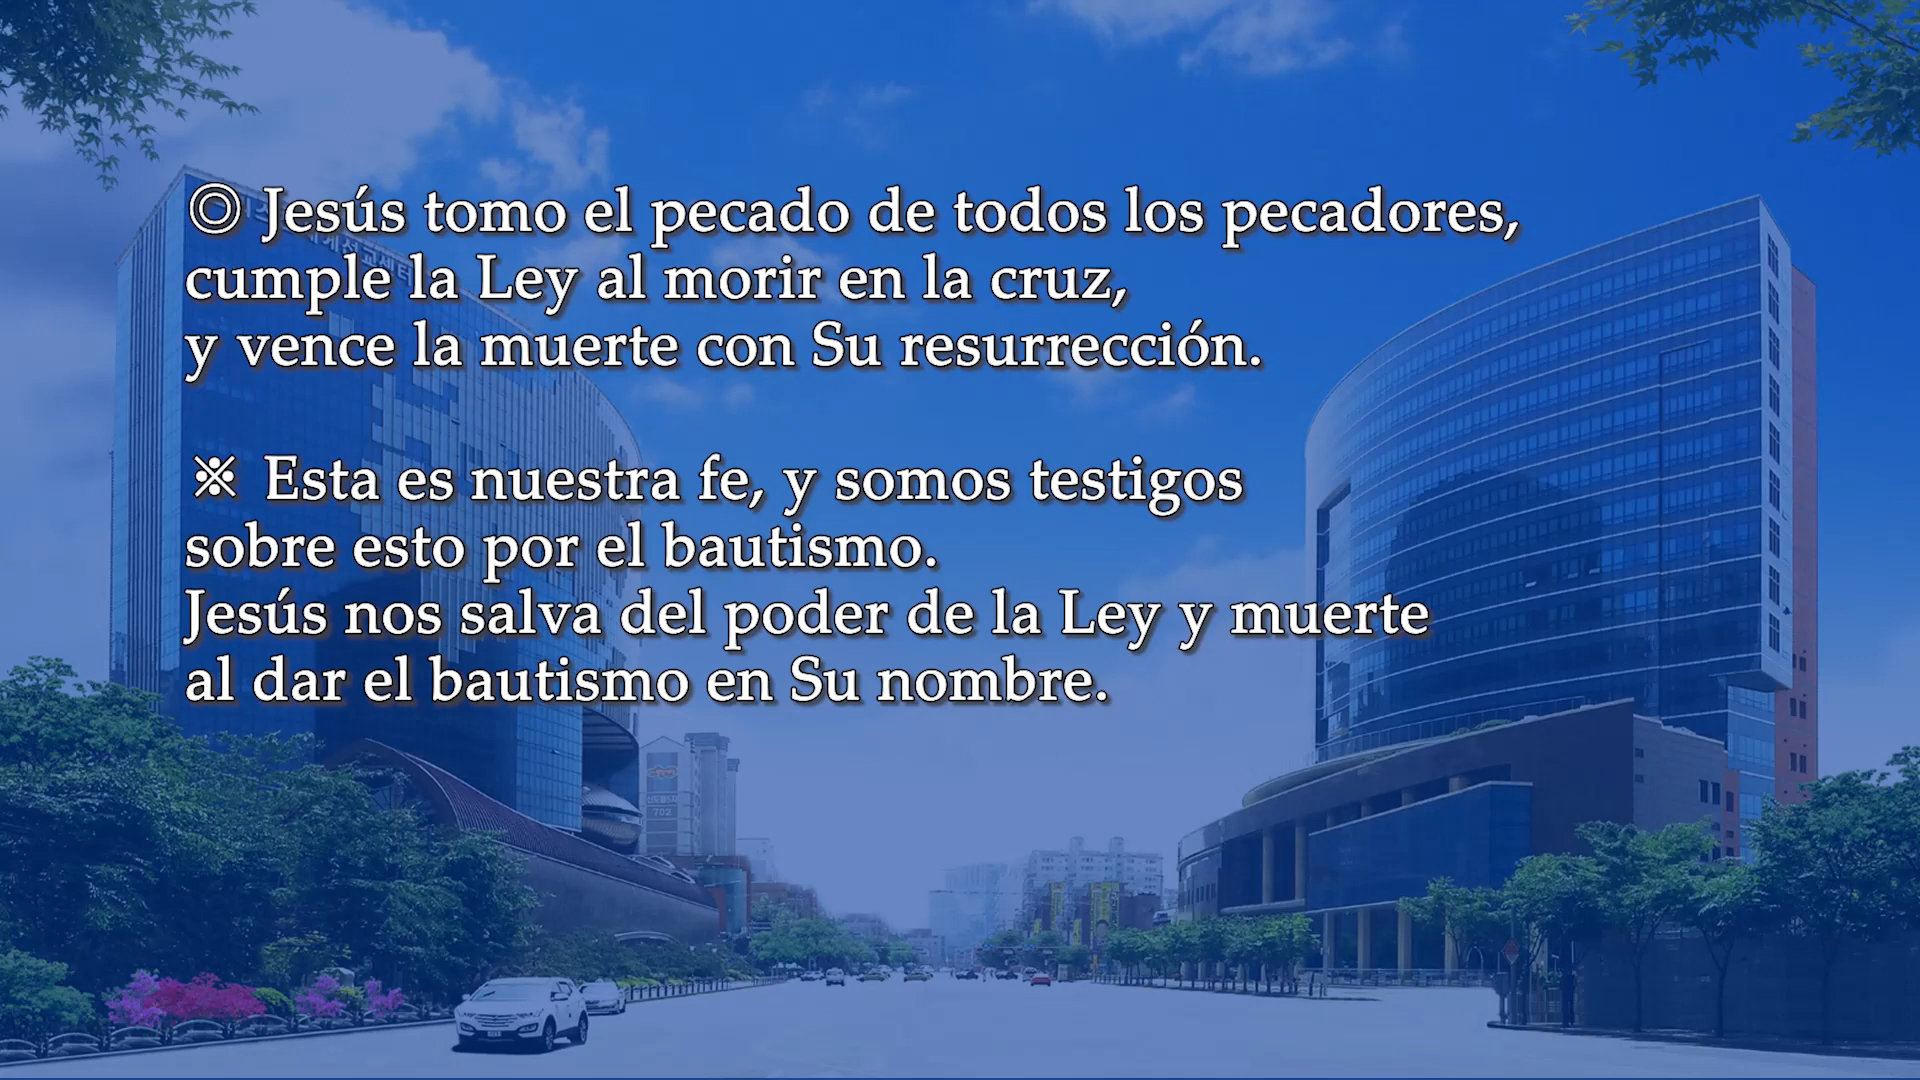 ◎ Jesús tomo el pecado de todos los pecadores,
cumple la Ley al morir en la cruz,
y vence la muerte con Su resurrección.
※ Esta es nuestra fe, y somos testigos
sobre esto por el bautismo.
Jesús nos salva del poder de la Ley y muerte
al dar el bautismo en Su nombre.
702